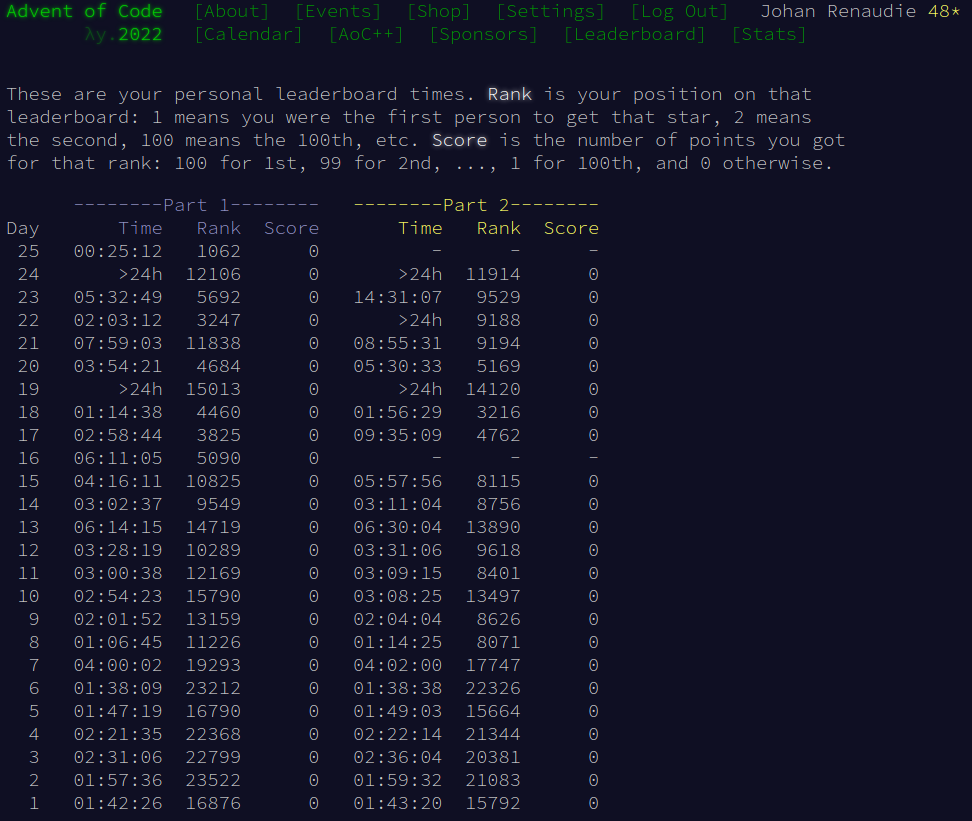 Advent of Code [About] [Events] [Shop] [Settings] [Log Out] Johan Renaudie 48*
λy.2022 [Calendar] [AoC++] [Sponsors] [Leaderboard] [Stats]
These are your personal leaderboard times. Rank is your position on that
leaderboard: 1 means you were the first person to get that star, 2 means
the second, 100 means the 100th, etc. Score is the number of points you got
for that rank: 100 for 1st, 99 for 2nd, ..., 1 for 100th, and 0 otherwise.
--------Part 1-------- --------Part 2--------
Day Time Rank Score Time Rank Score
25 00:25:12 1062 0 - - -
24 >24h 12106 0 >24h 11914 0
23 05:32:49 5692 0 14:31:07 9529 0
22 02:03:12 3247 0 >24h 9188 0
21 07:59:03 11838 0 08:55:31 9194 0
20 03:54:21 4684 0 05:30:33 5169 0
19 >24h 15013 0 >24h 14120 0
18 01:14:38 4460 0 01:56:29 3216 0
17 02:58:44 3825 0 09:35:09 4762 0
16 06:11:05 5090 0 - - -
15 04:16:11 10825 0 05:57:56 8115 0
14 03:02:37 9549 0 03:11:04 8756 0
13 06:14:15 14719 0 06:30:04 13890 0
12 03:28:19 10289 0 03:31:06 9618 0
11 03:00:38 12169 0 03:09:15 8401 0
10 02:54:23 15790 0 03:08:25 13497 0
9 02:01:52 13159 0 02:04:04 8626 0
8 01:06:45 11226 0 01:14:25 8071 0
7 04:00:02 19293 0 04:02:00 17747 0
6 01:38:09 23212 0 01:38:38 22326 0
5 01:47:19 16790 0 01:49:03 15664 0
4 02:21:35 22368 0 02:22:14 21344 0
3 02:31:06 22799 0 02:36:04 20381 0
2 01:57:36 23522 0 01:59:32 21083 0
1 01:42:26 16876 0 01:43:20 15792 0